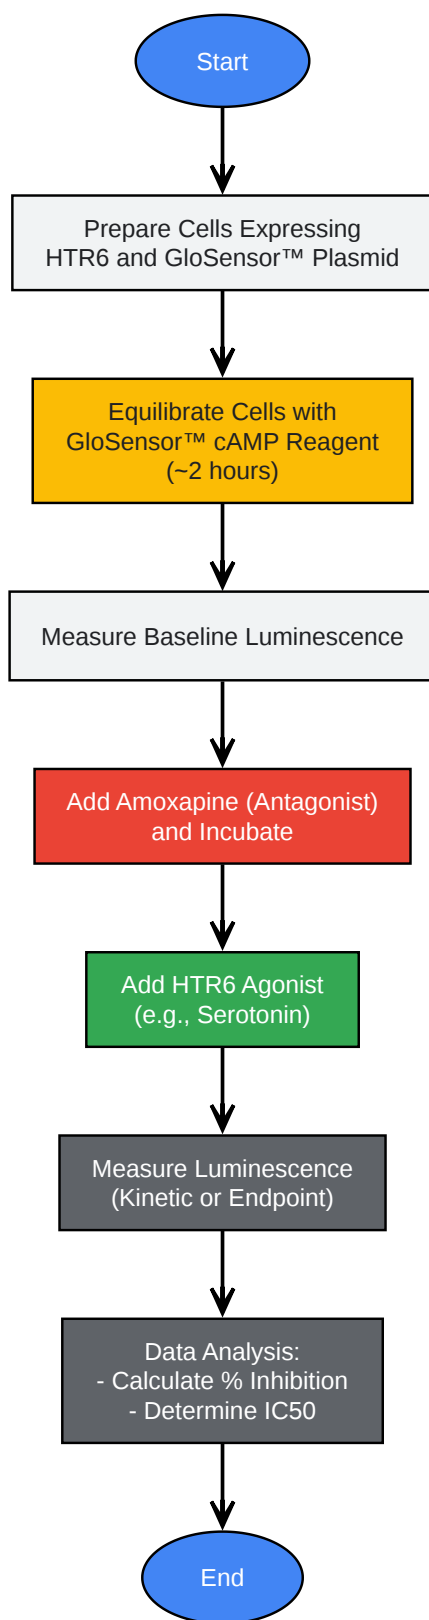 Start
Prepare Cells Expressing
HTR6 and GloSensor™ Plasmid
Equilibrate Cells with
GloSensor™ cAMP Reagent
(~2 hours)
Measure Baseline Luminescence
Add Amoxapine (Antagonist)
and Incubate
Add HTR6 Agonist
(e.g., Serotonin)
Measure Luminescence
(Kinetic or Endpoint)
Data Analysis:
- Calculate % Inhibition
- Determine IC50
End